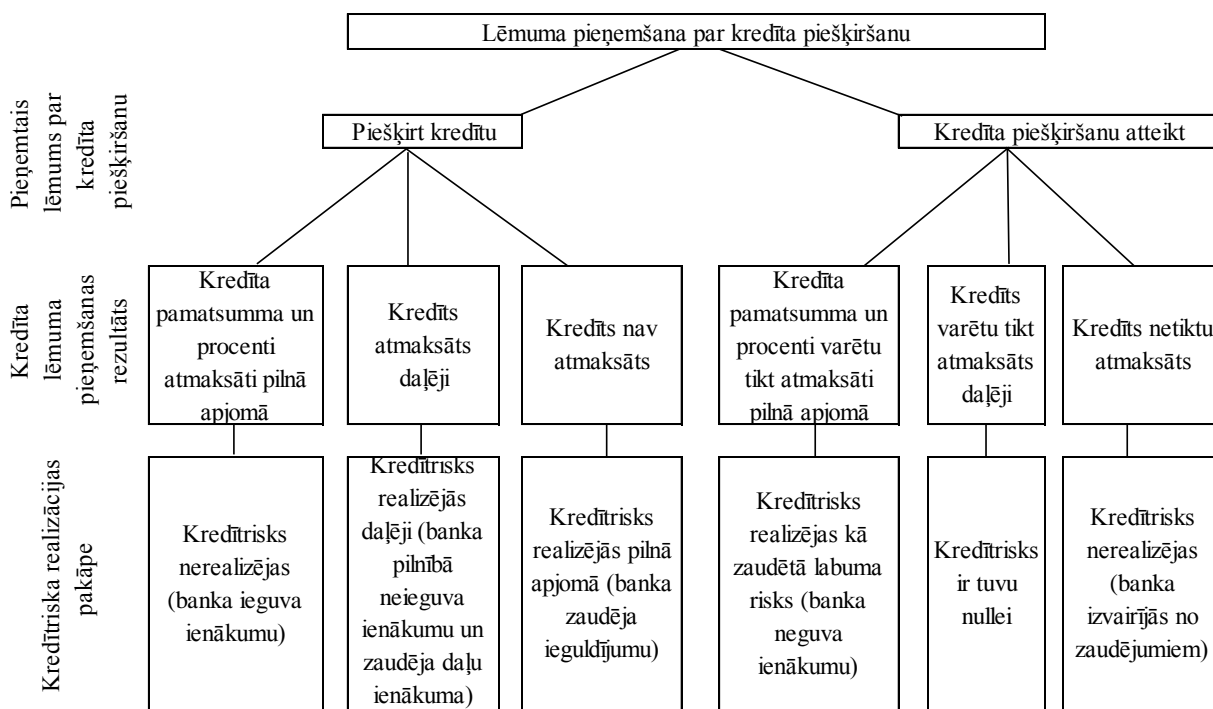 Lēmuma pieņemšana par kredīta piešķiršanu
Pieņemtais
lēmums par
kredīta
piešķiršanu
Piešķirt kredītu
Kredīta piešķiršanu atteikt
Kredīta
lēmuma
pieņemšanas
rezultāts
Kredīta
pamatsumma un
procenti
atmaksāti pilnā
apjomā
Kredīts
atmaksāts
daļēji
Kredīts nav
atmaksāts
Kredīta
pamatsumma un
procenti varētu
tikt atmaksāti
pilnā apjomā
Kredīts
varētu tikt
atmaksāts
daļēji
Kredīts netiktu
atmaksāts
Kredītriska realizācijas
pakāpe
Kredītrisks
nerealizējas
(banka ieguva
ienākumu)
Kredītrisks
realizējās
daļēji (banka
pilnībā
neieguva
ienākumu un
zaudēja daļu
ienākuma)
Kredītrisks
realizējās pilnā
apjomā (banka
zaudēja
ieguldījumu)
Kredītrisks
realizējas kā
zaudētā labuma
risks (banka
neguva
ienākumu)
Kredītrisks
ir tuvu
nullei
Kredītrisks
nerealizējas
(banka
izvairījās no
zaudējumiem)